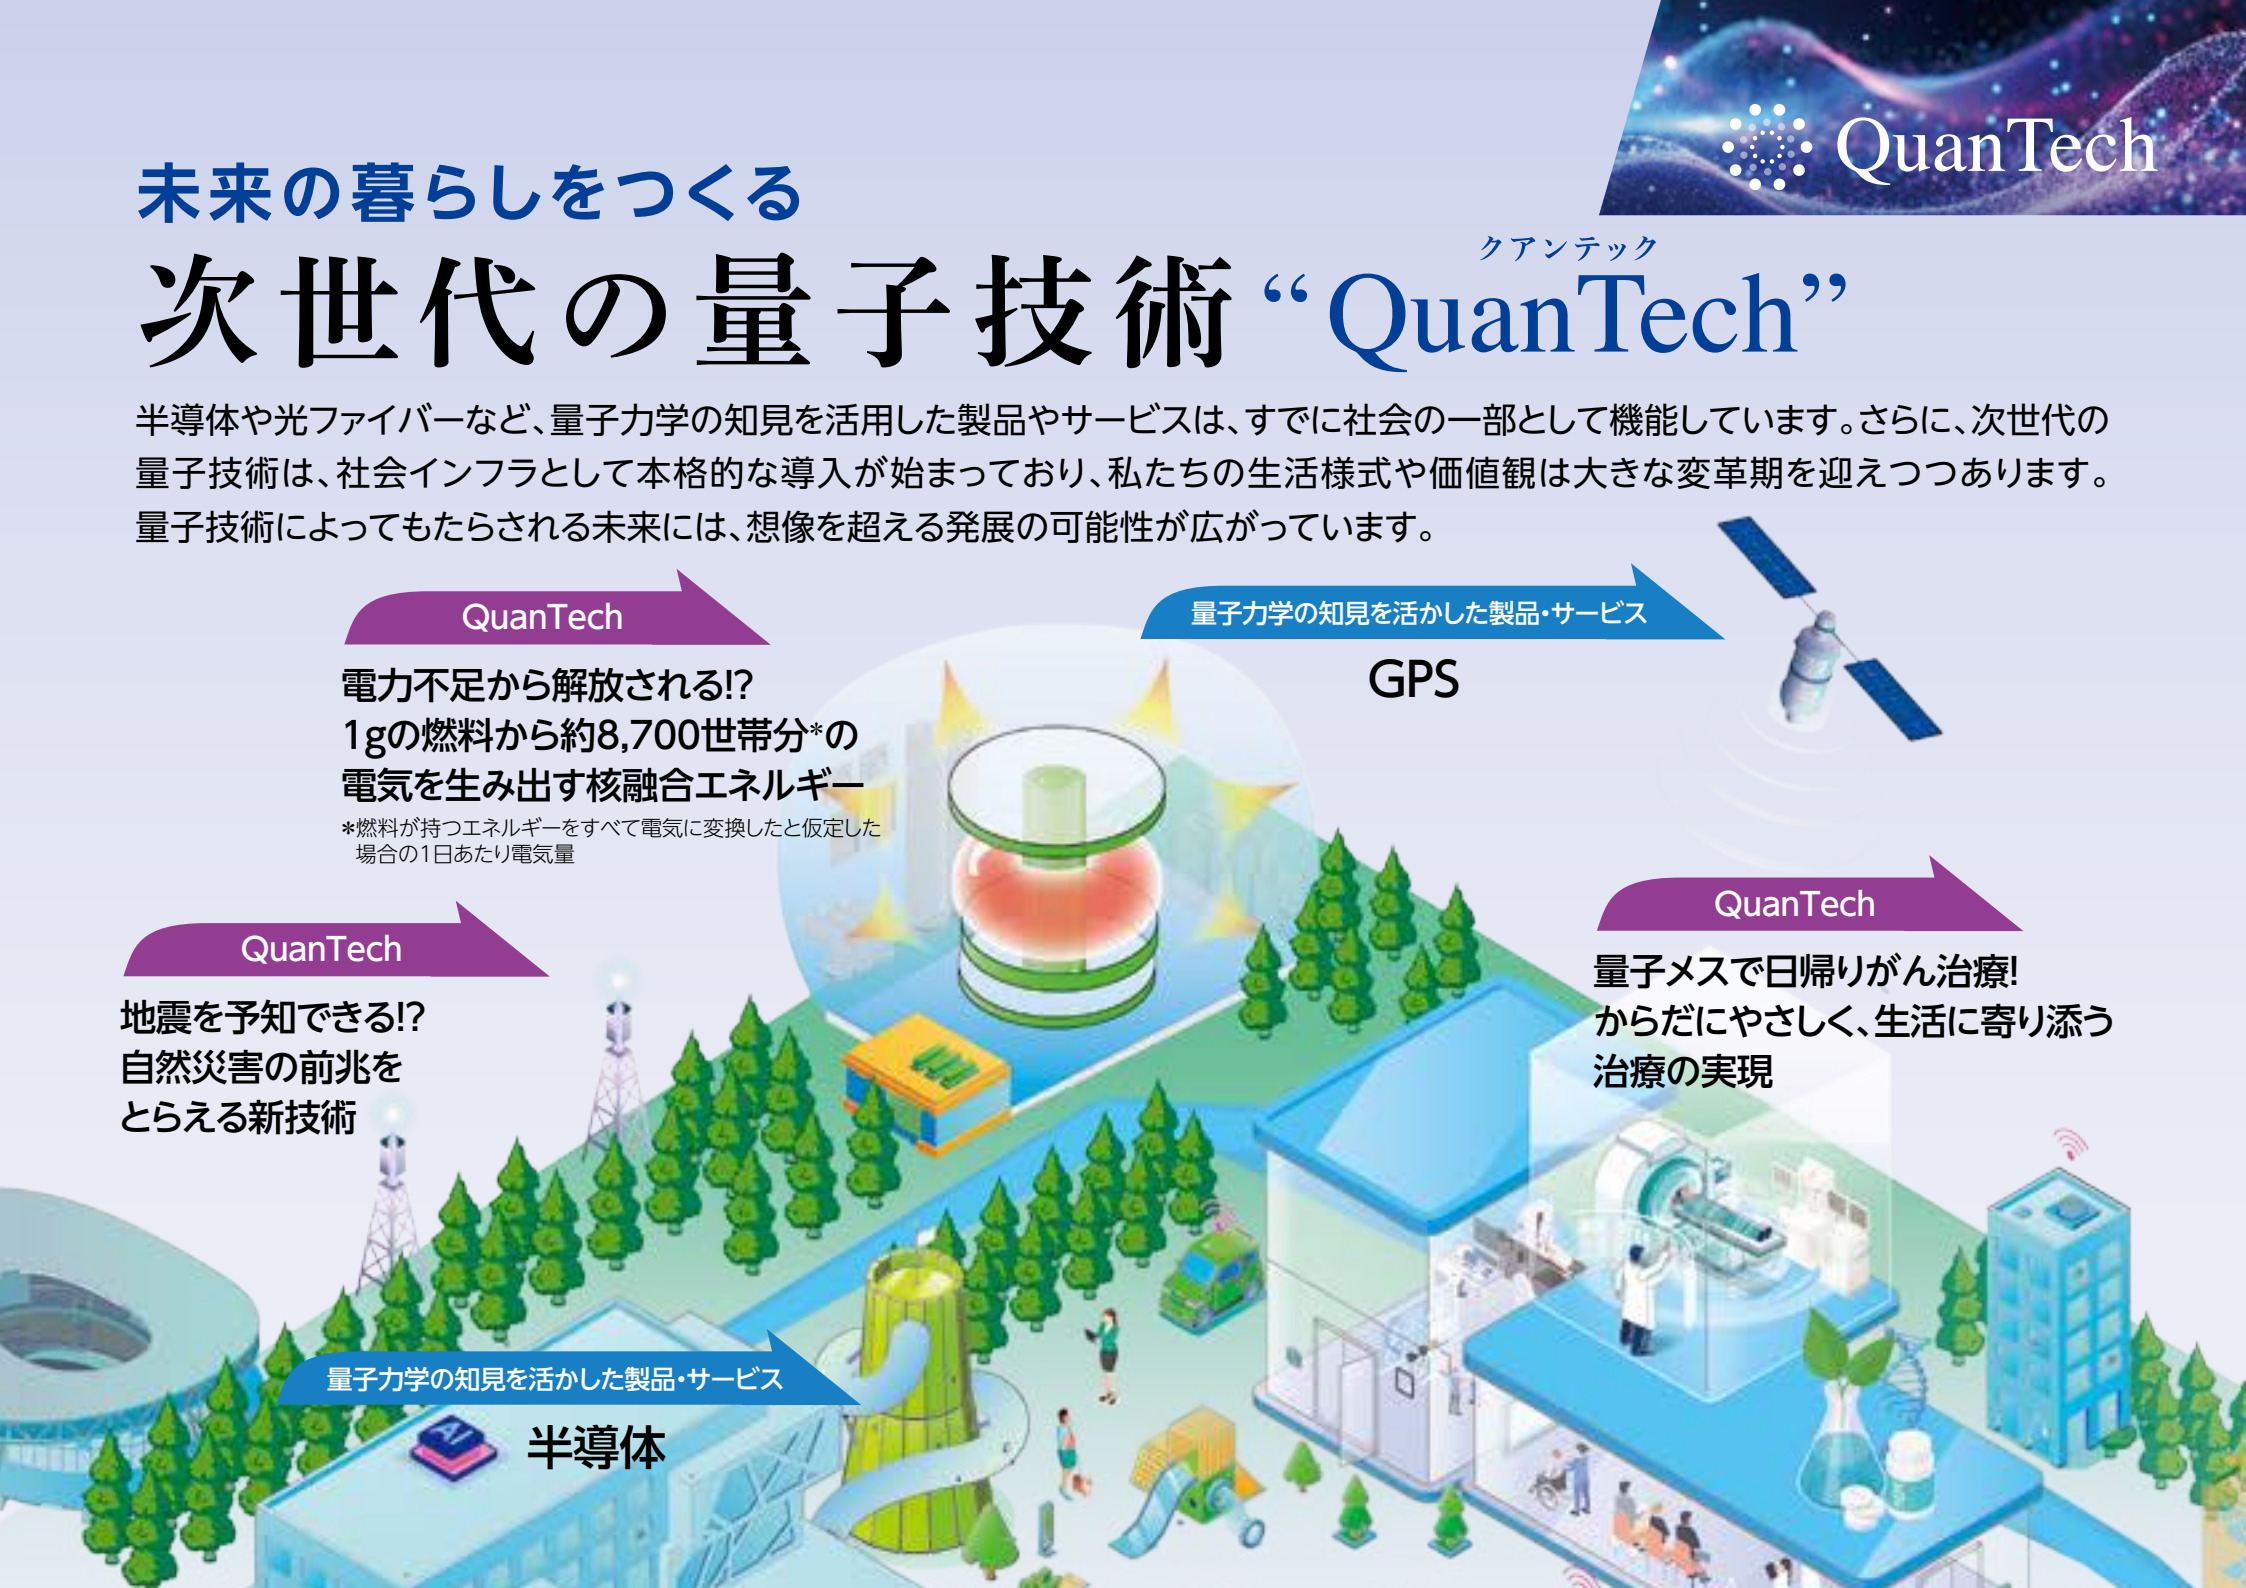 QuanTech
未来の暮らしをつくる
クアンテック
次世代の量子技術“QuanTech”
半導体や光ファイバーなど、量子力学の知見を活用した製品やサービスは、すでに社会の一部として機能しています。さらに、次世代の
量子技術は、社会インフラとして本格的な導入が始まっており、私たちの生活様式や価値観は大きな変革期を迎えつつあります。
量子技術によってもたらされる未来には、想像を超える発展の可能性が広がっています。
QuanTech
電力不足から解放される!?
1gの燃料から約8,700世帯分*の
電気を生み出す核融合エネルギー
*燃料が持つエネルギーをすべて電気に変換したと仮定した
場合の1日あたり電気量
量子力学の知見を活かした製品・サービス
GPS
QuanTech
地震を予知できる!?
自然災害の前兆を
とらえる新技術
QuanTech
量子メスで日帰りがん治療!
からだにやさしく、生活に寄り添う
治療の実現
量子力学の知見を活かした製品・サービス
AI
半導体